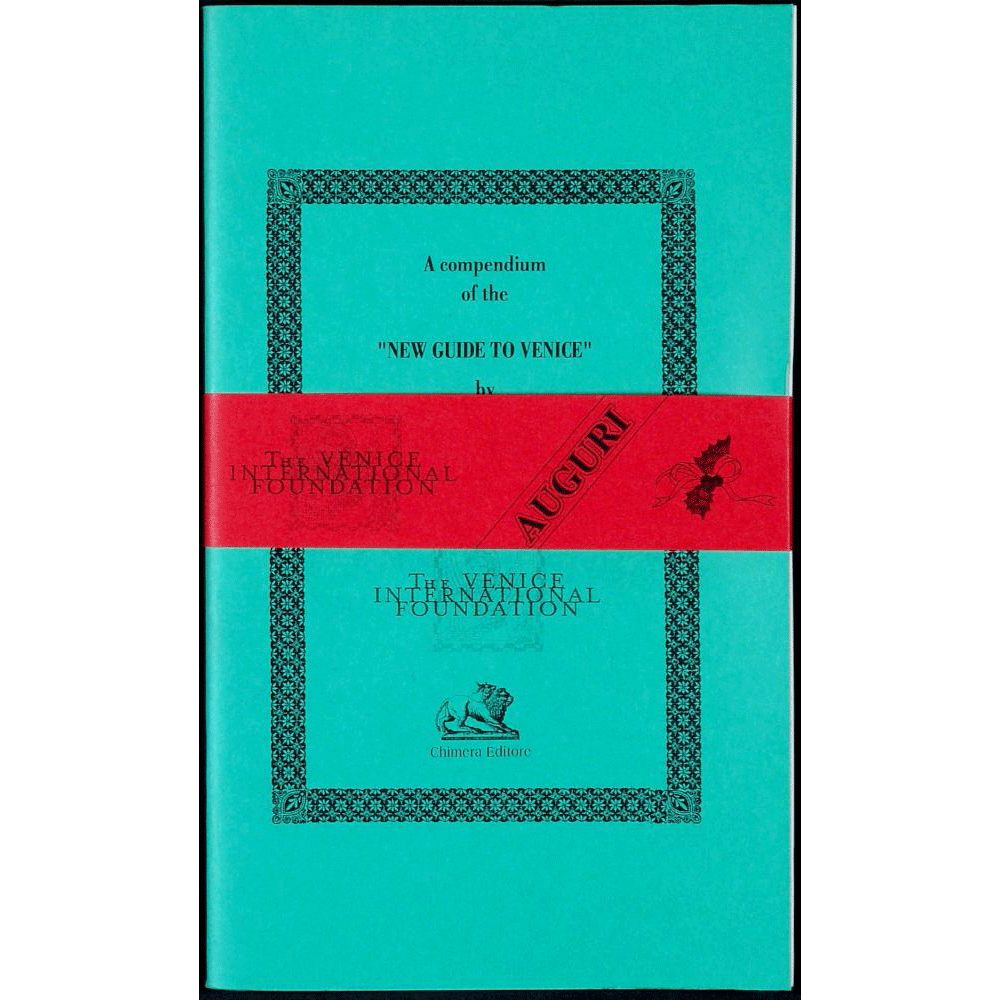 A compendium
of the
"NEW GUIDE TO VENICE"
by
THE VENICE
INTERNATIONAL
FOUNDATION
AUGURI
THE VENICE
INTERNATIONAL
FOUNDATION
Chimera Editore